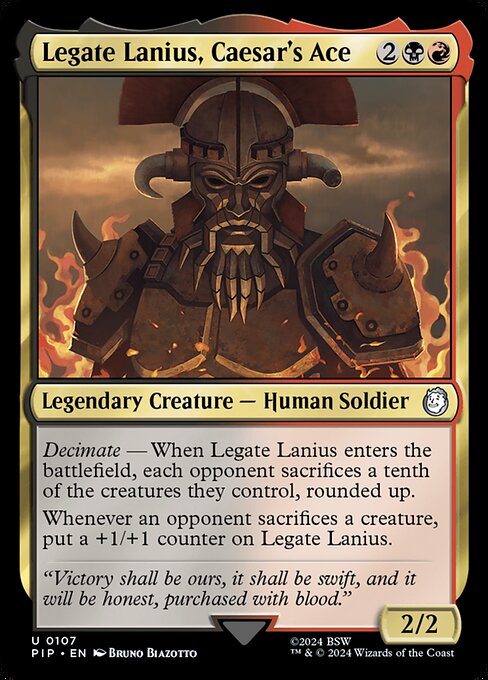 Legate Lanius, Caesar's Ace 2
Legendary Creature — Human Soldier
Decimate — When Legate Lanius enters the
battlefield, each opponent sacrifices a tenth
of the creatures they control, rounded up.
Whenever an opponent sacrifices a creature,
put a +1/+1 counter on Legate Lanius.
“Victory shall be ours, it shall be swift, and it
will be honest, purchased with blood.”
2/2
U 0107
PIP • EN Bruno Biazotto
©2024 BSW
™ & © 2024 Wizards of the Coast